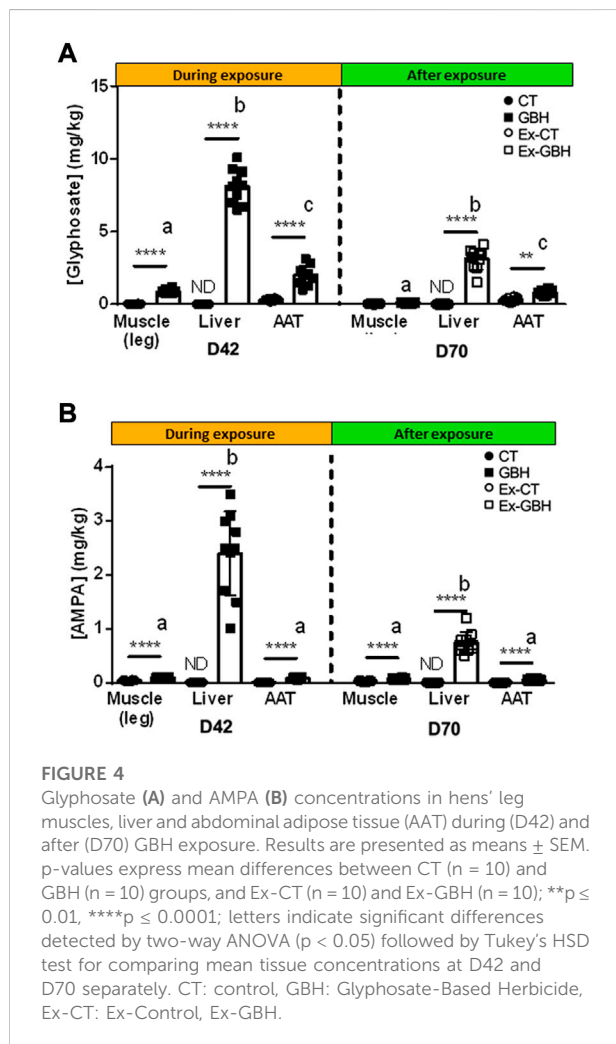 A
During exposure
After exposure
[Glyphosate] (mg/kg)
15
10
5
0
CT
GBH
Ex-CT
Ex-GBH
a
****
ND
****
b
****
c
a
ND
****
b
**
c
Muscle
(leg)
Liver
AAT
Muscle
Liver
AAT
D42
D70
B
During exposure
After exposure
[AMPA] (mg/kg)
4
3
2
1
0
CT
GBH
Ex-CT
Ex-GBH
a
****
ND
****
b
a
****
a
****
ND
****
b
a
****
Muscle
(leg)
Liver
AAT
Muscle
Liver
AAT
D42
D70
FIGURE 4
Glyphosate (A) and AMPA (B) concentrations in hens’ leg
muscles, liver and abdominal adipose tissue (AAT) during (D42) and
after (D70) GBH exposure. Results are presented as means ± SEM.
p-values express mean differences between CT (n = 10) and
GBH (n = 10) groups, and Ex-CT (n = 10) and Ex-GBH (n = 10); **p ≤
0.01, ****p ≤ 0.0001; letters indicate significant differences
detected by two-way ANOVA (p < 0.05) followed by Tukey’s HSD
test for comparing mean tissue concentrations at D42 and
D70 separately. CT: control, GBH: Glyphosate-Based Herbicide,
Ex-CT: Ex-Control, Ex-GBH.